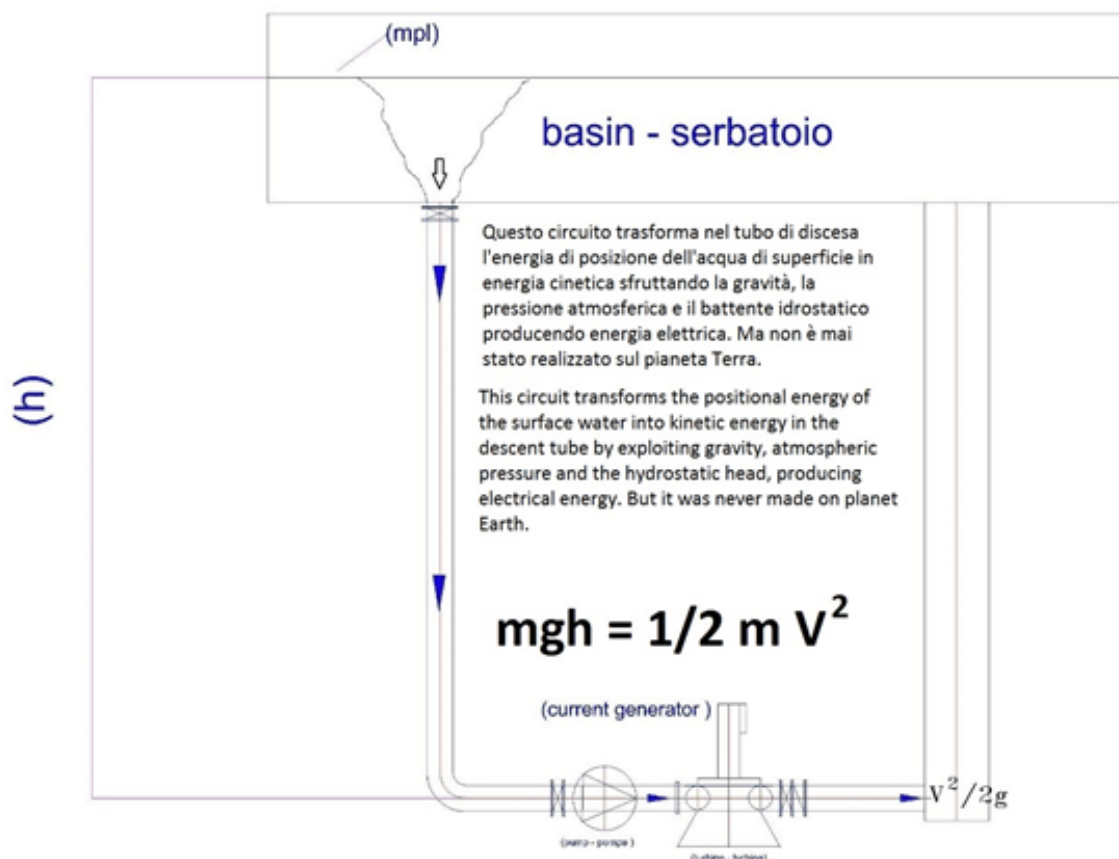 (mpl)
basin - serbatoio
Questo circuito trasforma nel tubo di discesa
l'energia di posizione dell'acqua di superficie in
energia cinetica sfruttando la gravità, la
pressione atmosferica e il battente idrostatico
producendo energia elettrica. Ma non è mai
stato realizzato sul pianeta Terra.
(h)
This circuit transforms the positional energy of
the surface water into kinetic energy in the
descent tube by exploiting gravity, atmospheric
pressure and the hydrostatic head, producing
electrical energy. But it was never made on planet
Earth.
mgh = 1/2 m V²
(current generator )
V²/2g
(pump - pompa)